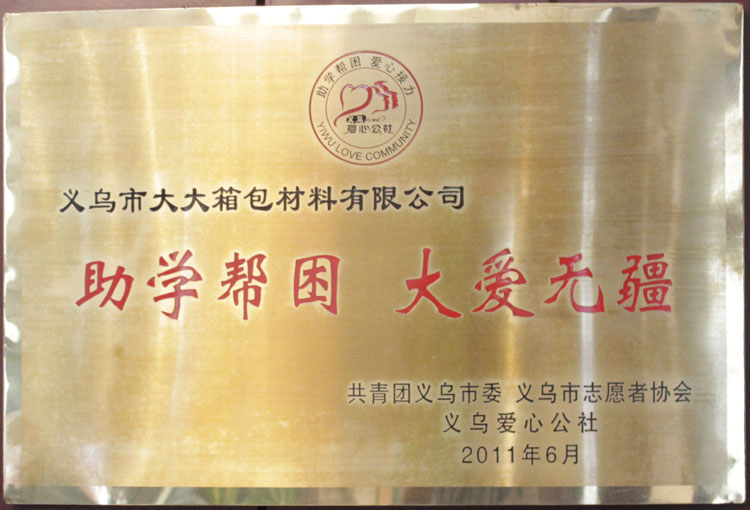 助学帮困 爱心接力
义乌
爱心公社
YIWU LOVE COMMUNITY
义乌市大大箱包材料有限公司
助学帮困 大爱无疆
共青团义乌市委 义乌市志愿者协会
义乌爱心公社
2011年6月